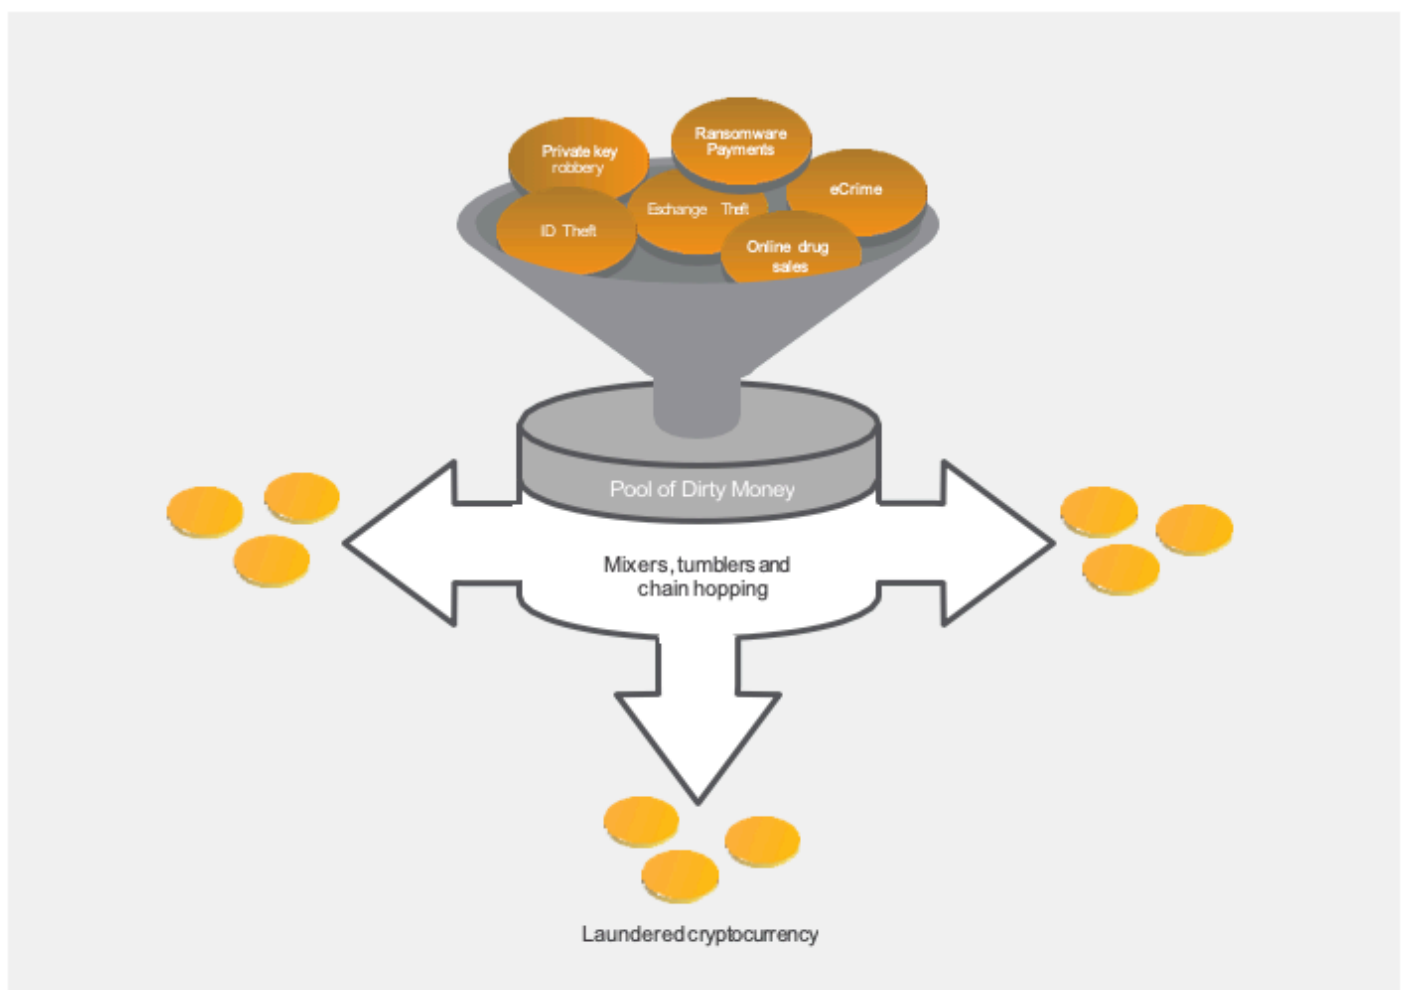 Ransomware
Payments
Private key
robbery
eCrime
Exchange Theft
ID Theft
Online drug
sales
Pool of Dirty Money
Mixers, tumblers and
chain hopping
Laundered cryptocurrency